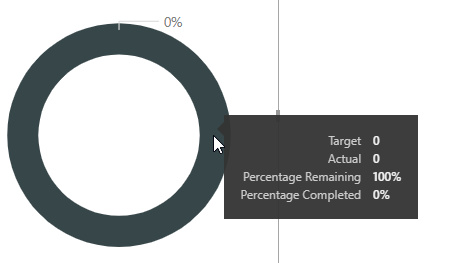 0%
Target 0
Actual 0
Percentage Remaining 100%
Percentage Completed 0%